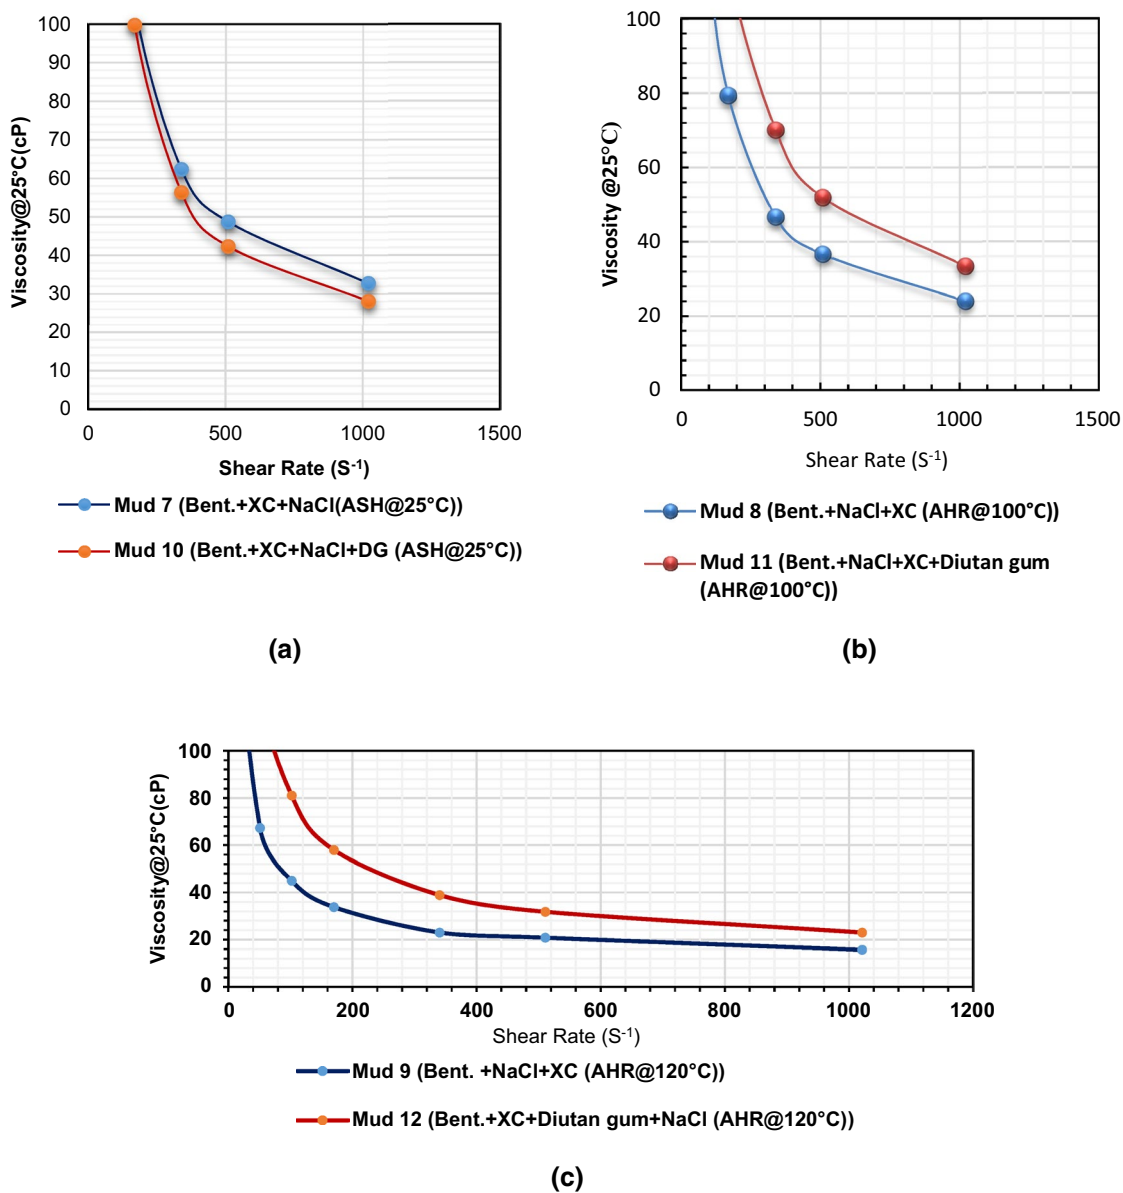 100
90
80
70
60
50
40
30
20
10
0
Viscosity@25°C(cP)
0 500 1000 1500
Shear Rate (S-1)
Mud 7 (Bent.+XC+NaCl(ASH@25°C))
Mud 10 (Bent.+XC+NaCl+DG (ASH@25°C))
(a)
100
80
60
40
20
0
Viscosity @25°C)
0 500 1000 1500
Shear Rate (S-1)
Mud 8 (Bent.+NaCl+XC (AHR@100°C))
Mud 11 (Bent.+NaCl+XC+Diutan gum
(AHR@100°C))
(b)
100
80
60
40
20
0
Viscosity@25°C(cP)
0 200 400 600 800 1000 1200
Shear Rate (S-1)
Mud 9 (Bent. +NaCl+XC (AHR@120°C))
Mud 12 (Bent.+XC+Diutan gum+NaCl (AHR@120°C))
(c)